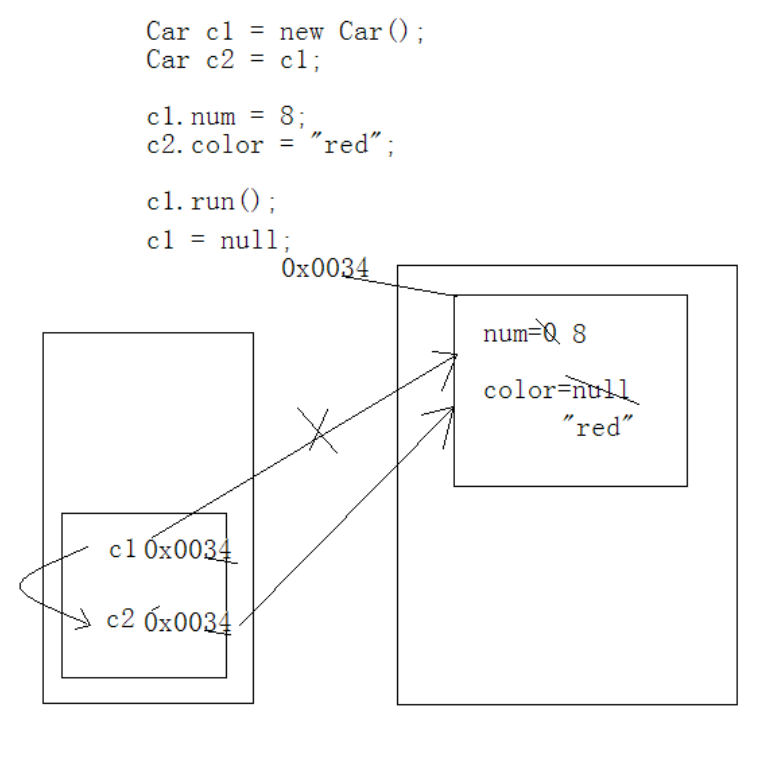 Car c1 = new Car();
Car c2 = c1;
c1.num = 8;
c2.color = "red";
c1.run();
c1 = null;
0x0034
num=0 8
color=null
"red"
c1 0x0034
c2 0x0034